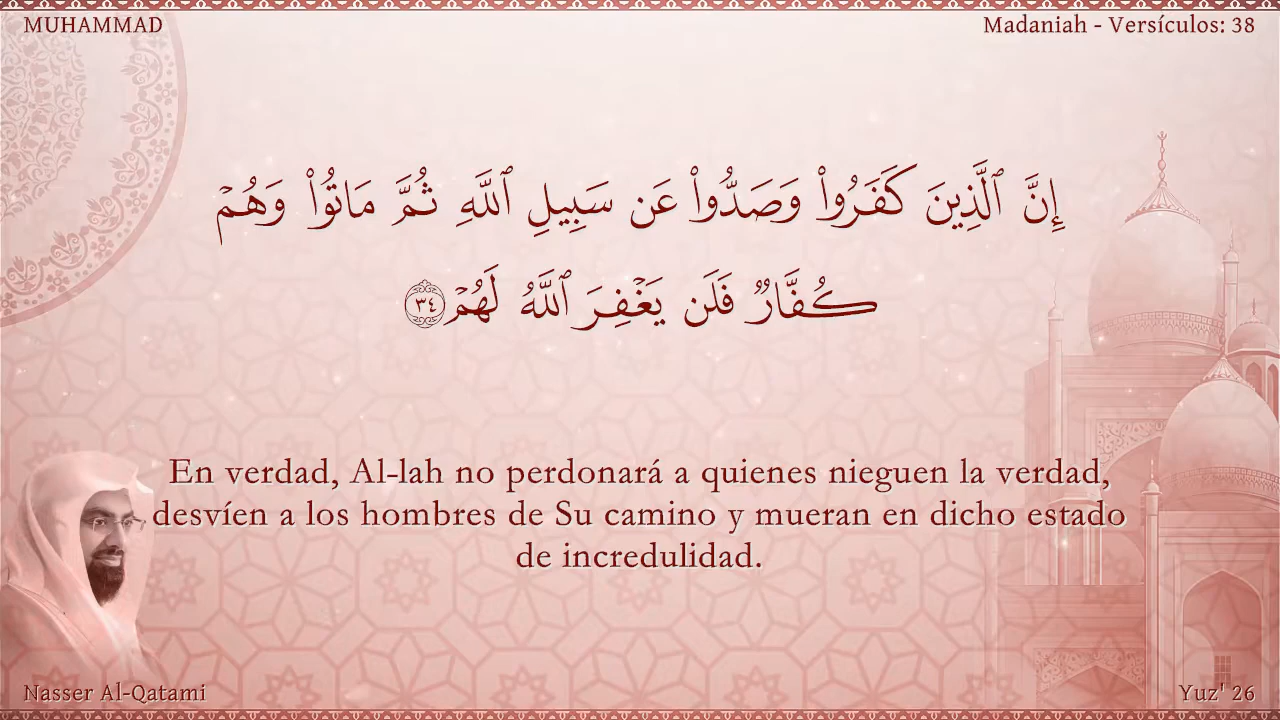 MUHAMMAD
Madaniah - Versículos: 38
إِنَّ ٱلَّذِينَ كَفَرُوا۟ وَصَدُّوا۟ عَن سَبِيلِ ٱللَّهِ ثُمَّ مَاتُوا۟ وَهُمْ
كُفَّارٌ فَلَن يَغْفِرَ ٱللَّهُ لَهُمْ ٣٤
En verdad, Al-lah no perdonará a quienes nieguen la verdad,
desvíen a los hombres de Su camino y mueran en dicho estado
de incredulidad.
Nasser Al-Qatami
Yuz' 26